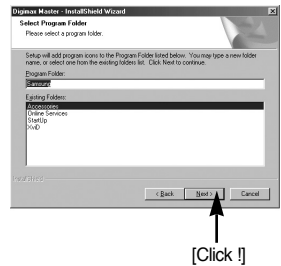 Digimax Master - InstallShield Wizard
Select Program Folder
Please select a program folder.
Setup will add program icons to the Program Folder listed below. You may type a new folder
name, or select one from the existing folders list. Click Next to continue.
Program Folder:
Samsung
Existing Folders:
Accessories
Online Services
StartUp
XviD
InstallShield
< Back Next > Cancel
[Click !]